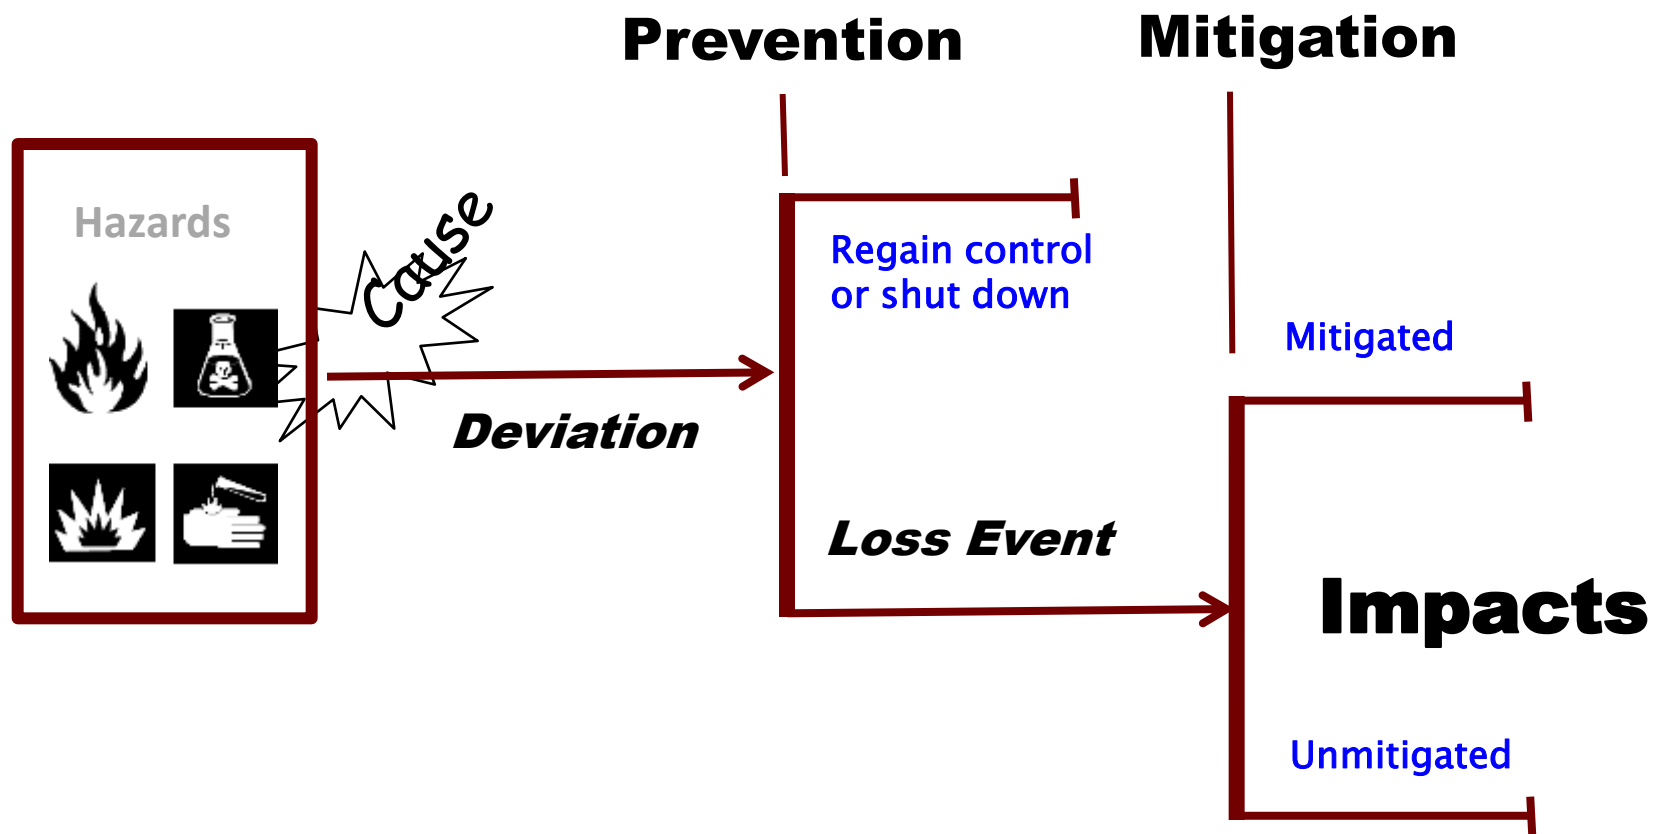 Prevention
Mitigation
Hazards
Cause
Regain control
or shut down
Mitigated
Deviation
Loss Event
Impacts
Unmitigated